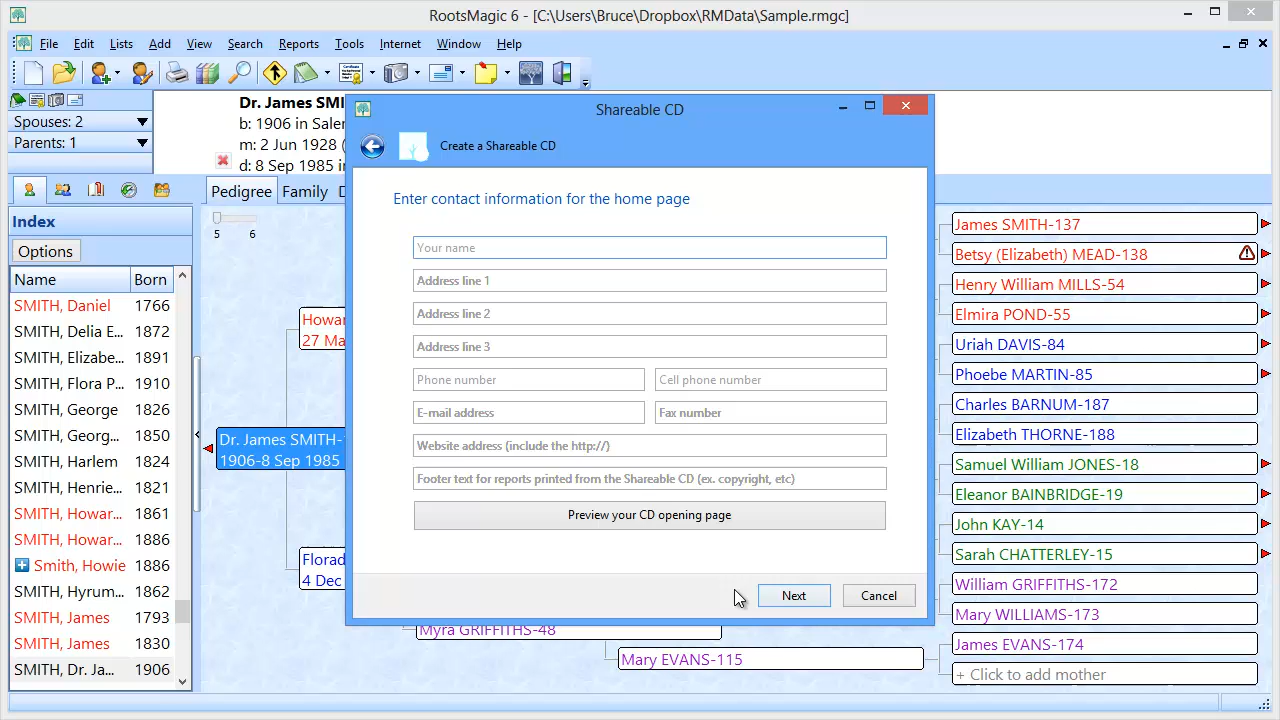 RootsMagic 6 - [C:\Users\Bruce\Dropbox\RMData\Sample.rmgc]
File Edit Lists Add View Search Reports Tools Internet Window Help
Spouses: 2
Parents: 1
Dr. James SMI
b: 1906 in Saler
m: 2 Jun 1928 (
d: 8 Sep 1985 in
Pedigree Family D
5 6
Index
Options
Name Born
SMITH, Daniel 1766
SMITH, Delia E... 1872
SMITH, Elizabe... 1891
SMITH, Flora P... 1910
SMITH, George 1826
SMITH, Georg... 1850
SMITH, Harlem 1824
SMITH, Henrie... 1821
SMITH, Howar... 1861
SMITH, Howar... 1886
Smith, Howie 1886
SMITH, Hyrum... 1862
SMITH, James 1793
SMITH, James 1830
SMITH, Dr. Ja... 1906
Howar
27 Ma
Dr. James SMITH-
1906-8 Sep 1985
Florad
4 Dec
Shareable CD
Create a Shareable CD
Enter contact information for the home page
Your name
Address line 1
Address line 2
Address line 3
Phone number Cell phone number
E-mail address Fax number
Website address (include the http://)
Footer text for reports printed from the Shareable CD (ex. copyright, etc)
Preview your CD opening page
Next Cancel
Myra GRIFFITHS-48
Mary EVANS-115
James SMITH-137
Betsy (Elizabeth) MEAD-138
Henry William MILLS-54
Elmira POND-55
Uriah DAVIS-84
Phoebe MARTIN-85
Charles BARNUM-187
Elizabeth THORNE-188
Samuel William JONES-18
Eleanor BAINBRIDGE-19
John KAY-14
Sarah CHATTERLEY-15
William GRIFFITHS-172
Mary WILLIAMS-173
James EVANS-174
+ Click to add mother